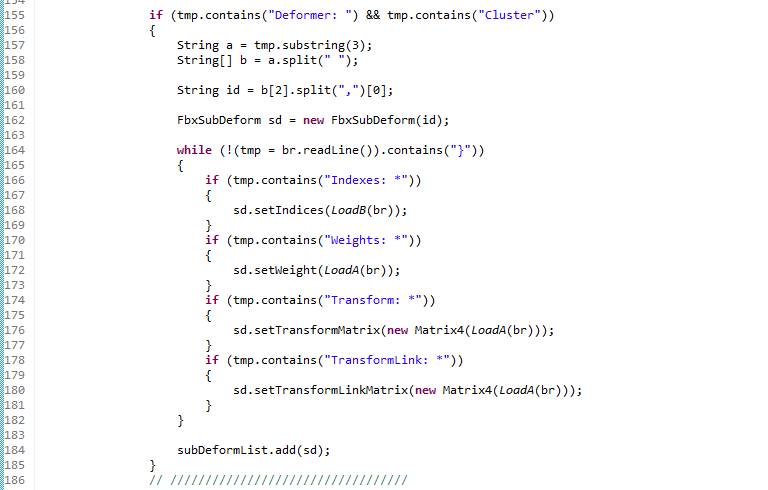 155 if (tmp.contains("Deformer: ") && tmp.contains("Cluster"))
156 {
157 String a = tmp.substring(3);
158 String[] b = a.split(" ");
159
160 String id = b[2].split(",")[0];
161
162 FbxSubDeform sd = new FbxSubDeform(id);
163
164 while (!(tmp = br.readLine()).contains("}"))
165 {
166 if (tmp.contains("Indexes: *"))
167 {
168 sd.setIndices(LoadB(br));
169 }
170 if (tmp.contains("Weights: *"))
171 {
172 sd.setWeight(LoadA(br));
173 }
174 if (tmp.contains("Transform: *"))
175 {
176 sd.setTransformMatrix(new Matrix4(LoadA(br)));
177 }
178 if (tmp.contains("TransformLink: *"))
179 {
180 sd.setTransformLinkMatrix(new Matrix4(LoadA(br)));
181 }
182 }
183
184 subDeformList.add(sd);
185 }
186 // //////////////////////////////////